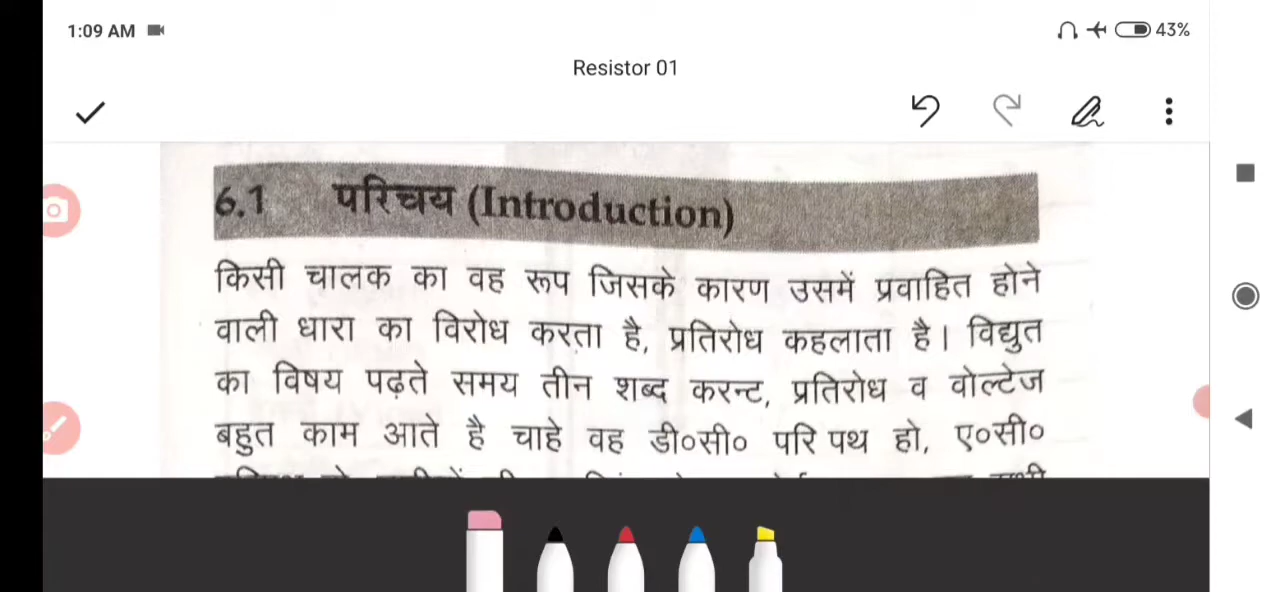 1:09 AM
43%
Resistor 01
6.1 परिचय (Introduction)
किसी चालक का वह रूप जिसके कारण उसमें प्रवाहित होने
वाली धारा का विरोध करता है, प्रतिरोध कहलाता है। विद्युत
का विषय पढ़ते समय तीन शब्द करन्ट, प्रतिरोध व वोल्टेज
बहुत काम आते है चाहे वह डी०सी० परि पथ हो, ए०सी०